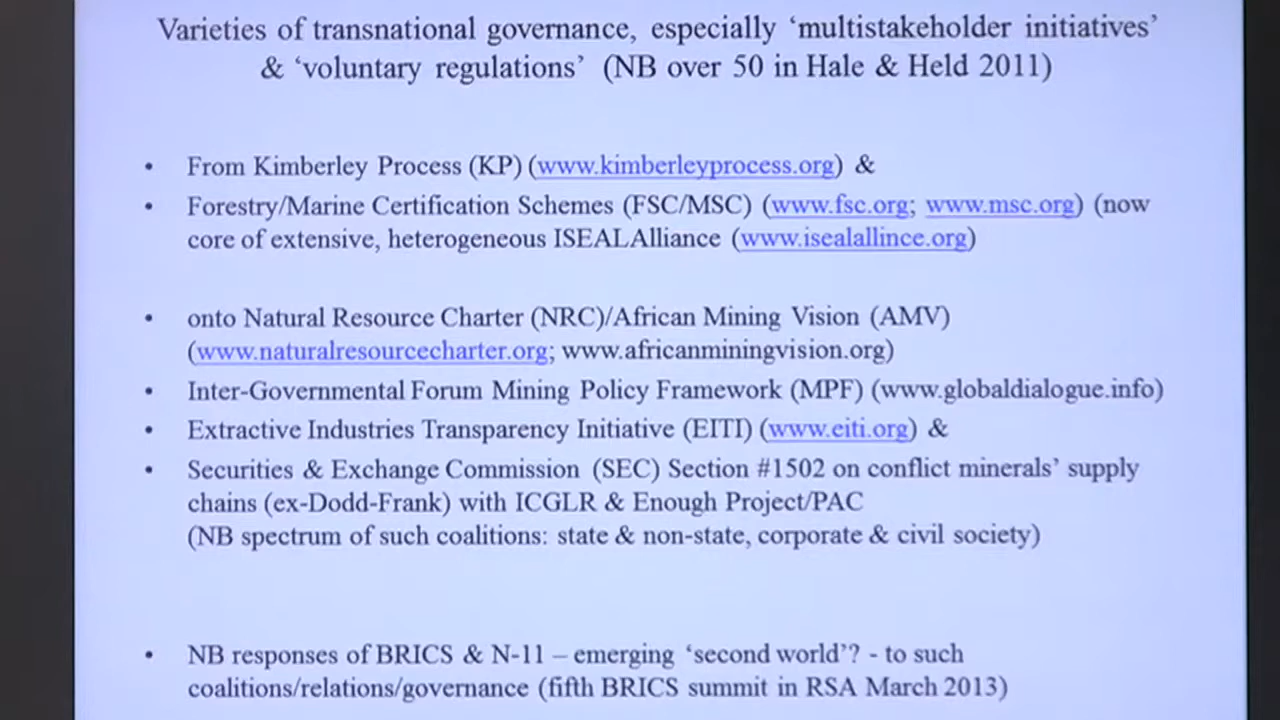 Varieties of transnational governance, especially ‘multistakeholder initiatives’
& ‘voluntary regulations’ (NB over 50 in Hale & Held 2011)
• From Kimberley Process (KP) (www.kimberleyprocess.org) &
• Forestry/Marine Certification Schemes (FSC/MSC) (www.fsc.org; www.msc.org) (now
core of extensive, heterogeneous ISEALAlliance (www.isealallince.org)
• onto Natural Resource Charter (NRC)/African Mining Vision (AMV)
(www.naturalresourcecharter.org; www.africanminingvision.org)
• Inter-Governmental Forum Mining Policy Framework (MPF) (www.globaldialogue.info)
• Extractive Industries Transparency Initiative (EITI) (www.eiti.org) &
• Securities & Exchange Commission (SEC) Section #1502 on conflict minerals’ supply
chains (ex-Dodd-Frank) with ICGLR & Enough Project/PAC
(NB spectrum of such coalitions: state & non-state, corporate & civil society)
• NB responses of BRICS & N-11 – emerging ‘second world’? - to such
coalitions/relations/governance (fifth BRICS summit in RSA March 2013)